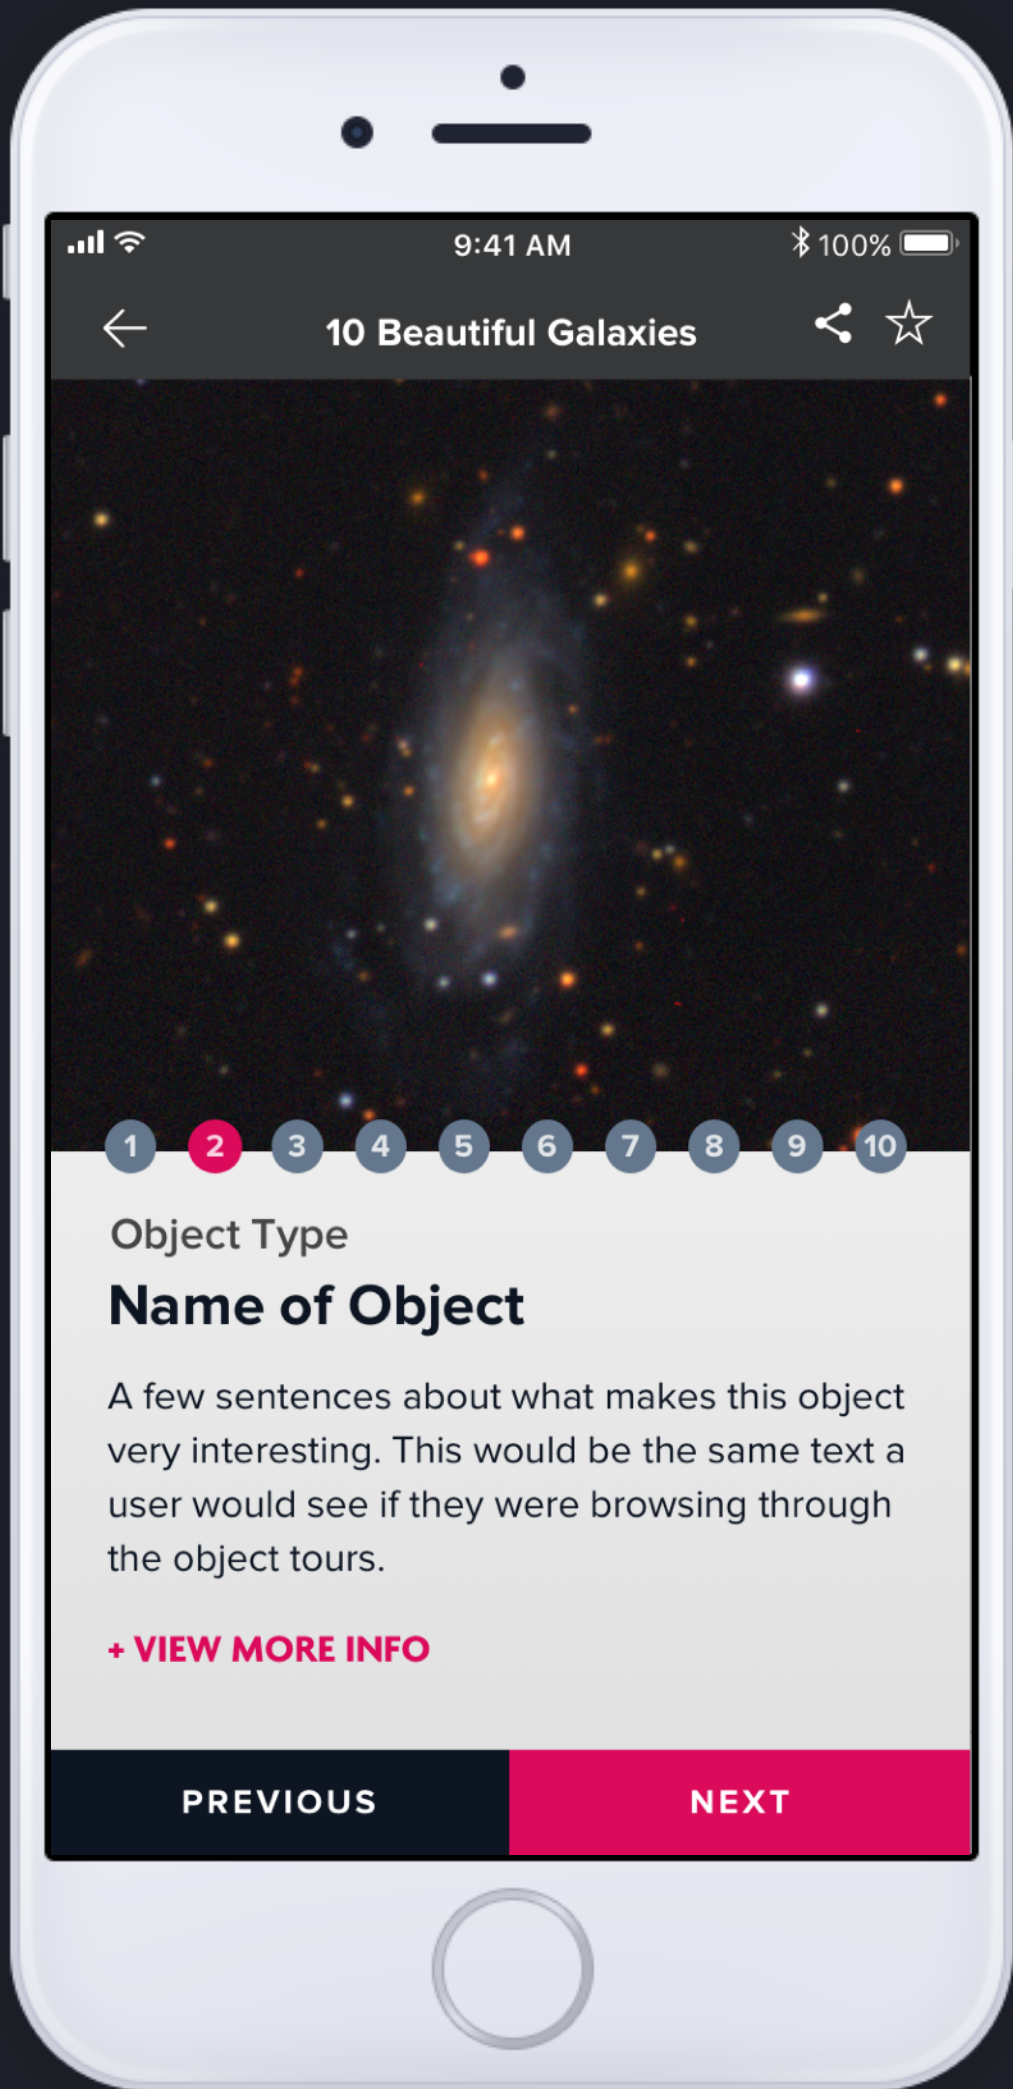 9:41 AM
100%
10 Beautiful Galaxies
1 2 3 4 5 6 7 8 9 10
Object Type
Name of Object
A few sentences about what makes this object
very interesting. This would be the same text a
user would see if they were browsing through
the object tours.
+ VIEW MORE INFO
PREVIOUS
NEXT